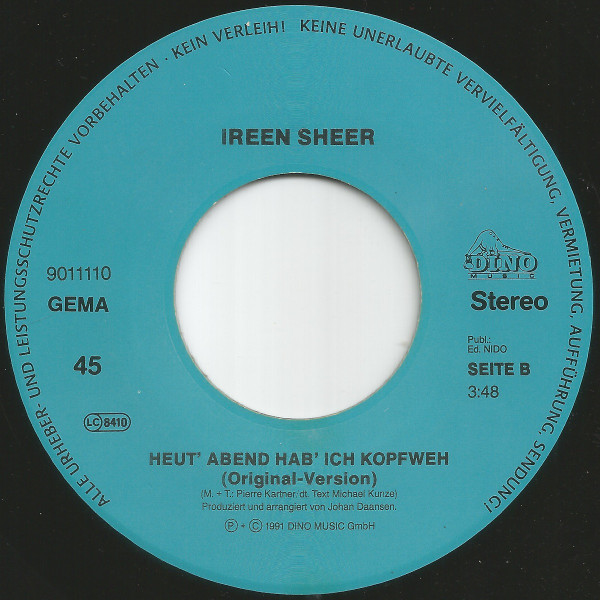 ALLE URHEBER- UND LEISTUNGSSCHUTZRECHTE VORBEHALTEN · KEIN VERLEIH! KEINE UNERLAUBTE VERVIELFÄLTIGUNG, VERMIETUNG, AUFFÜHRUNG, SENDUNG!
IREEN SHEER
9011110
GEMA
45
LC 8410
DINO
MUSIC
Stereo
Publ.:
Ed. NIDO
SEITE B
3:48
HEUT' ABEND HAB' ICH KOPFWEH
(Original-Version)
(M. + T.: Pierre Kartner, dt. Text Michael Kunze)
Produziert und arrangiert von Johan Daansen.
Ⓟ + © 1991 DINO MUSIC GmbH